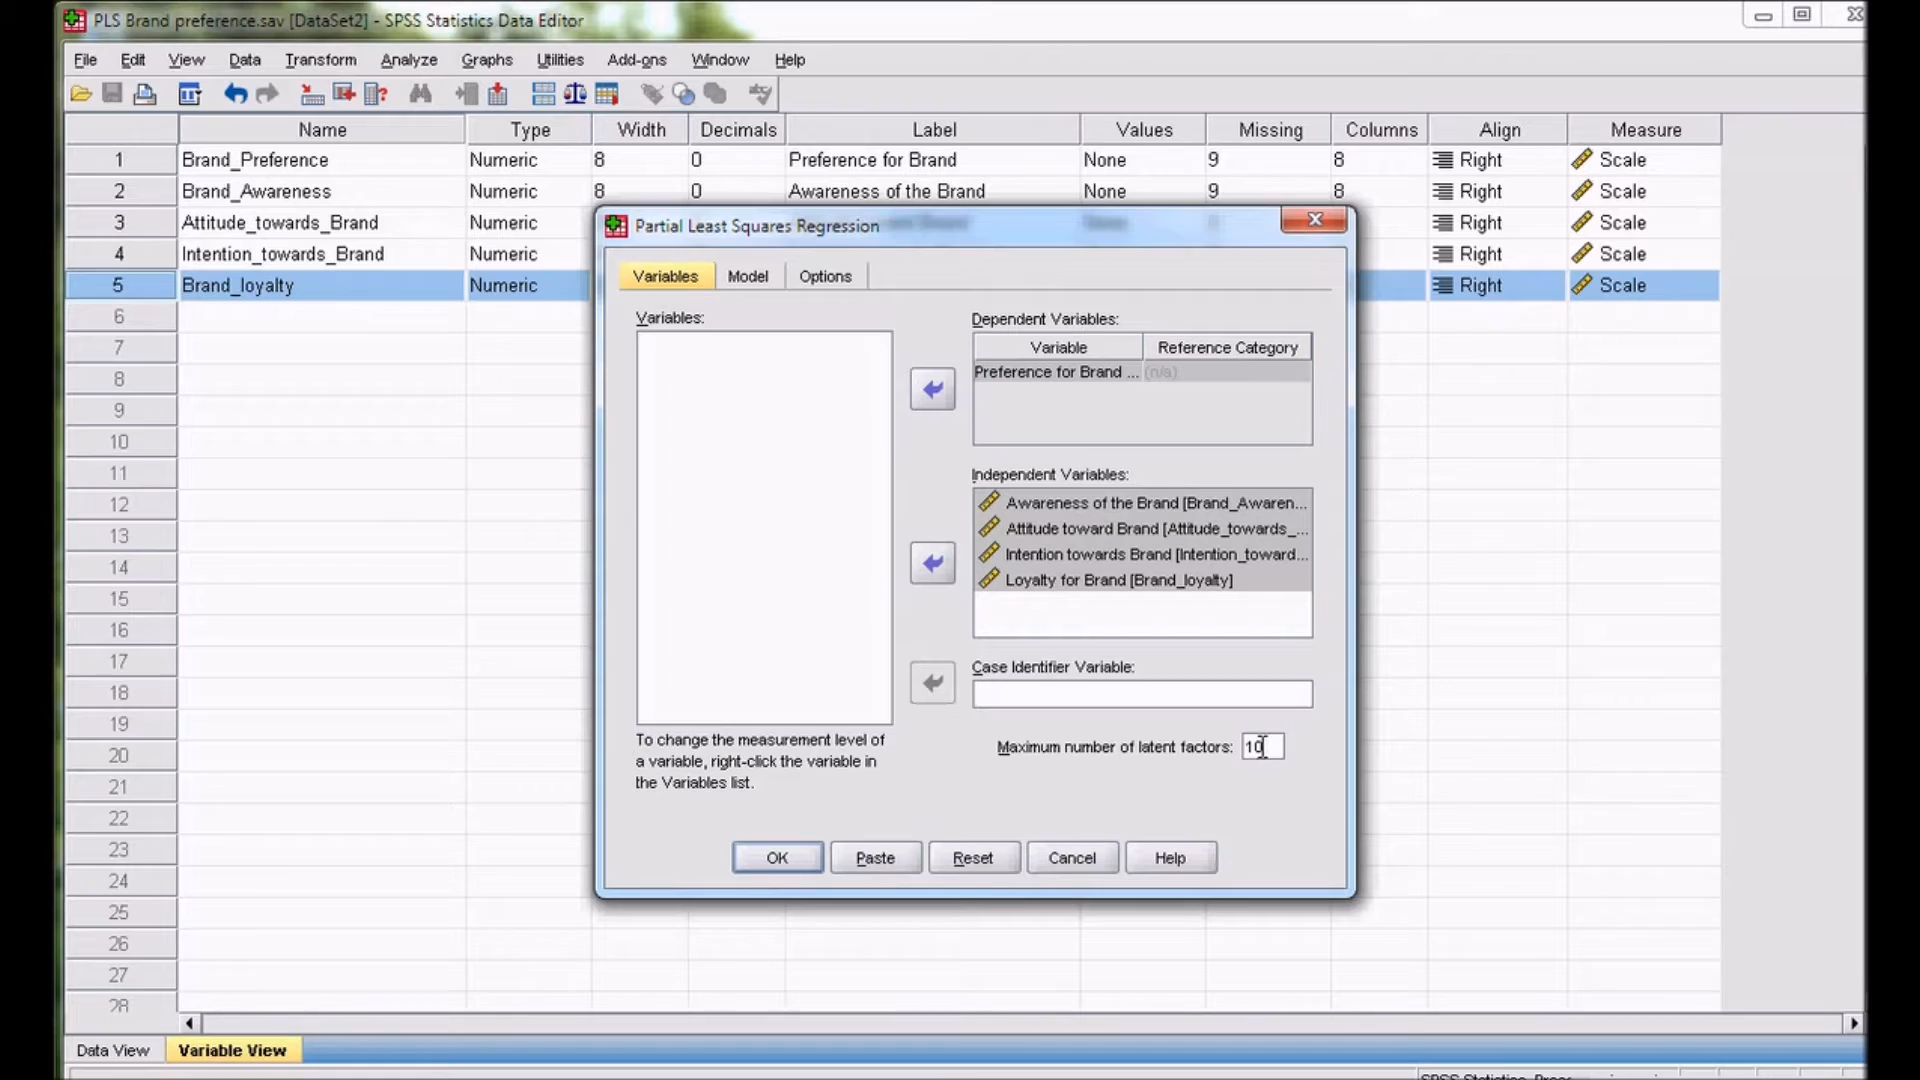 PLS Brand preference.sav [DataSet2] - SPSS Statistics Data Editor
File Edit View Data Transform Analyze Graphs Utilities Add-ons Window Help
Name Type Width Decimals Label Values Missing Columns Align Measure
1 Brand_Preference Numeric 8 0 Preference for Brand None 9 8 Right Scale
2 Brand_Awareness Numeric 8 0 Awareness of the Brand None 9 8 Right Scale
3 Attitude_towards_Brand Numeric Right Scale
4 Intention_towards_Brand Numeric Right Scale
5 Brand_loyalty Numeric Right Scale
6
7
8
9
10
11
12
13
14
15
16
17
18
19
20
21
22
23
24
25
26
27
28
Partial Least Squares Regression
Variables Model Options
Variables:
Dependent Variables:
Variable Reference Category
Preference for Brand ... (n/a)
Independent Variables:
Awareness of the Brand [Brand_Awaren...
Attitude toward Brand [Attitude_towards_...
Intention towards Brand [Intention_toward...
Loyalty for Brand [Brand_loyalty]
Case Identifier Variable:
Maximum number of latent factors: 10
To change the measurement level of
a variable, right-click the variable in
the Variables list.
OK Paste Reset Cancel Help
Data View Variable View